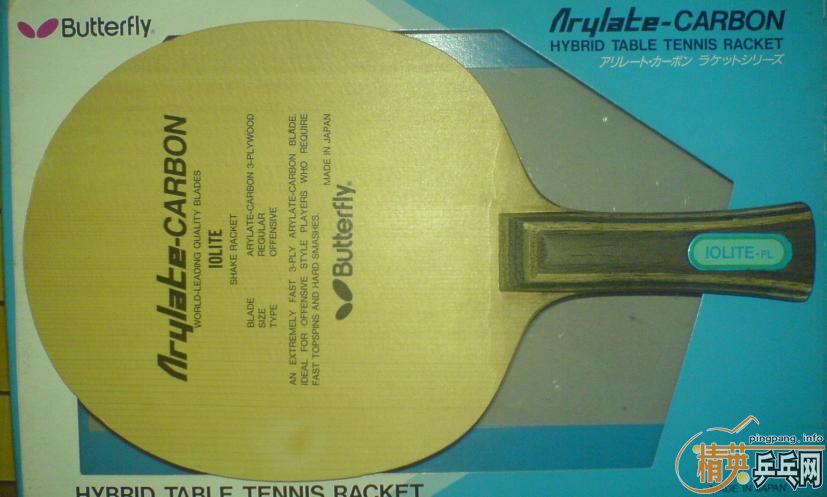 Butterfly
Arylate-CARBON
HYBRID TABLE TENNIS RACKET
アリレート・カーボン ラケットシリーズ
Arylate-CARBON
WORLD-LEADING QUALITY BLADES
IOLITE
SHAKE RACKET
BLADE ARYLATE-CARBON 3-PLYWOOD
SIZE REGULAR
TYPE OFFENSIVE
AN EXTREMELY FAST 3-PLY ARYLATE-CARBON BLADE.
IDEAL FOR OFFENSIVE STYLE PLAYERS WHO REQUIRE
FAST TOPSPINS AND HARD SMASHES.
MADE IN JAPAN
Butterfly
IOLITE-FL
HYBRID TABLE TENNIS RACKET
MADE IN JAPAN
pingpang.info
精英乒乓网